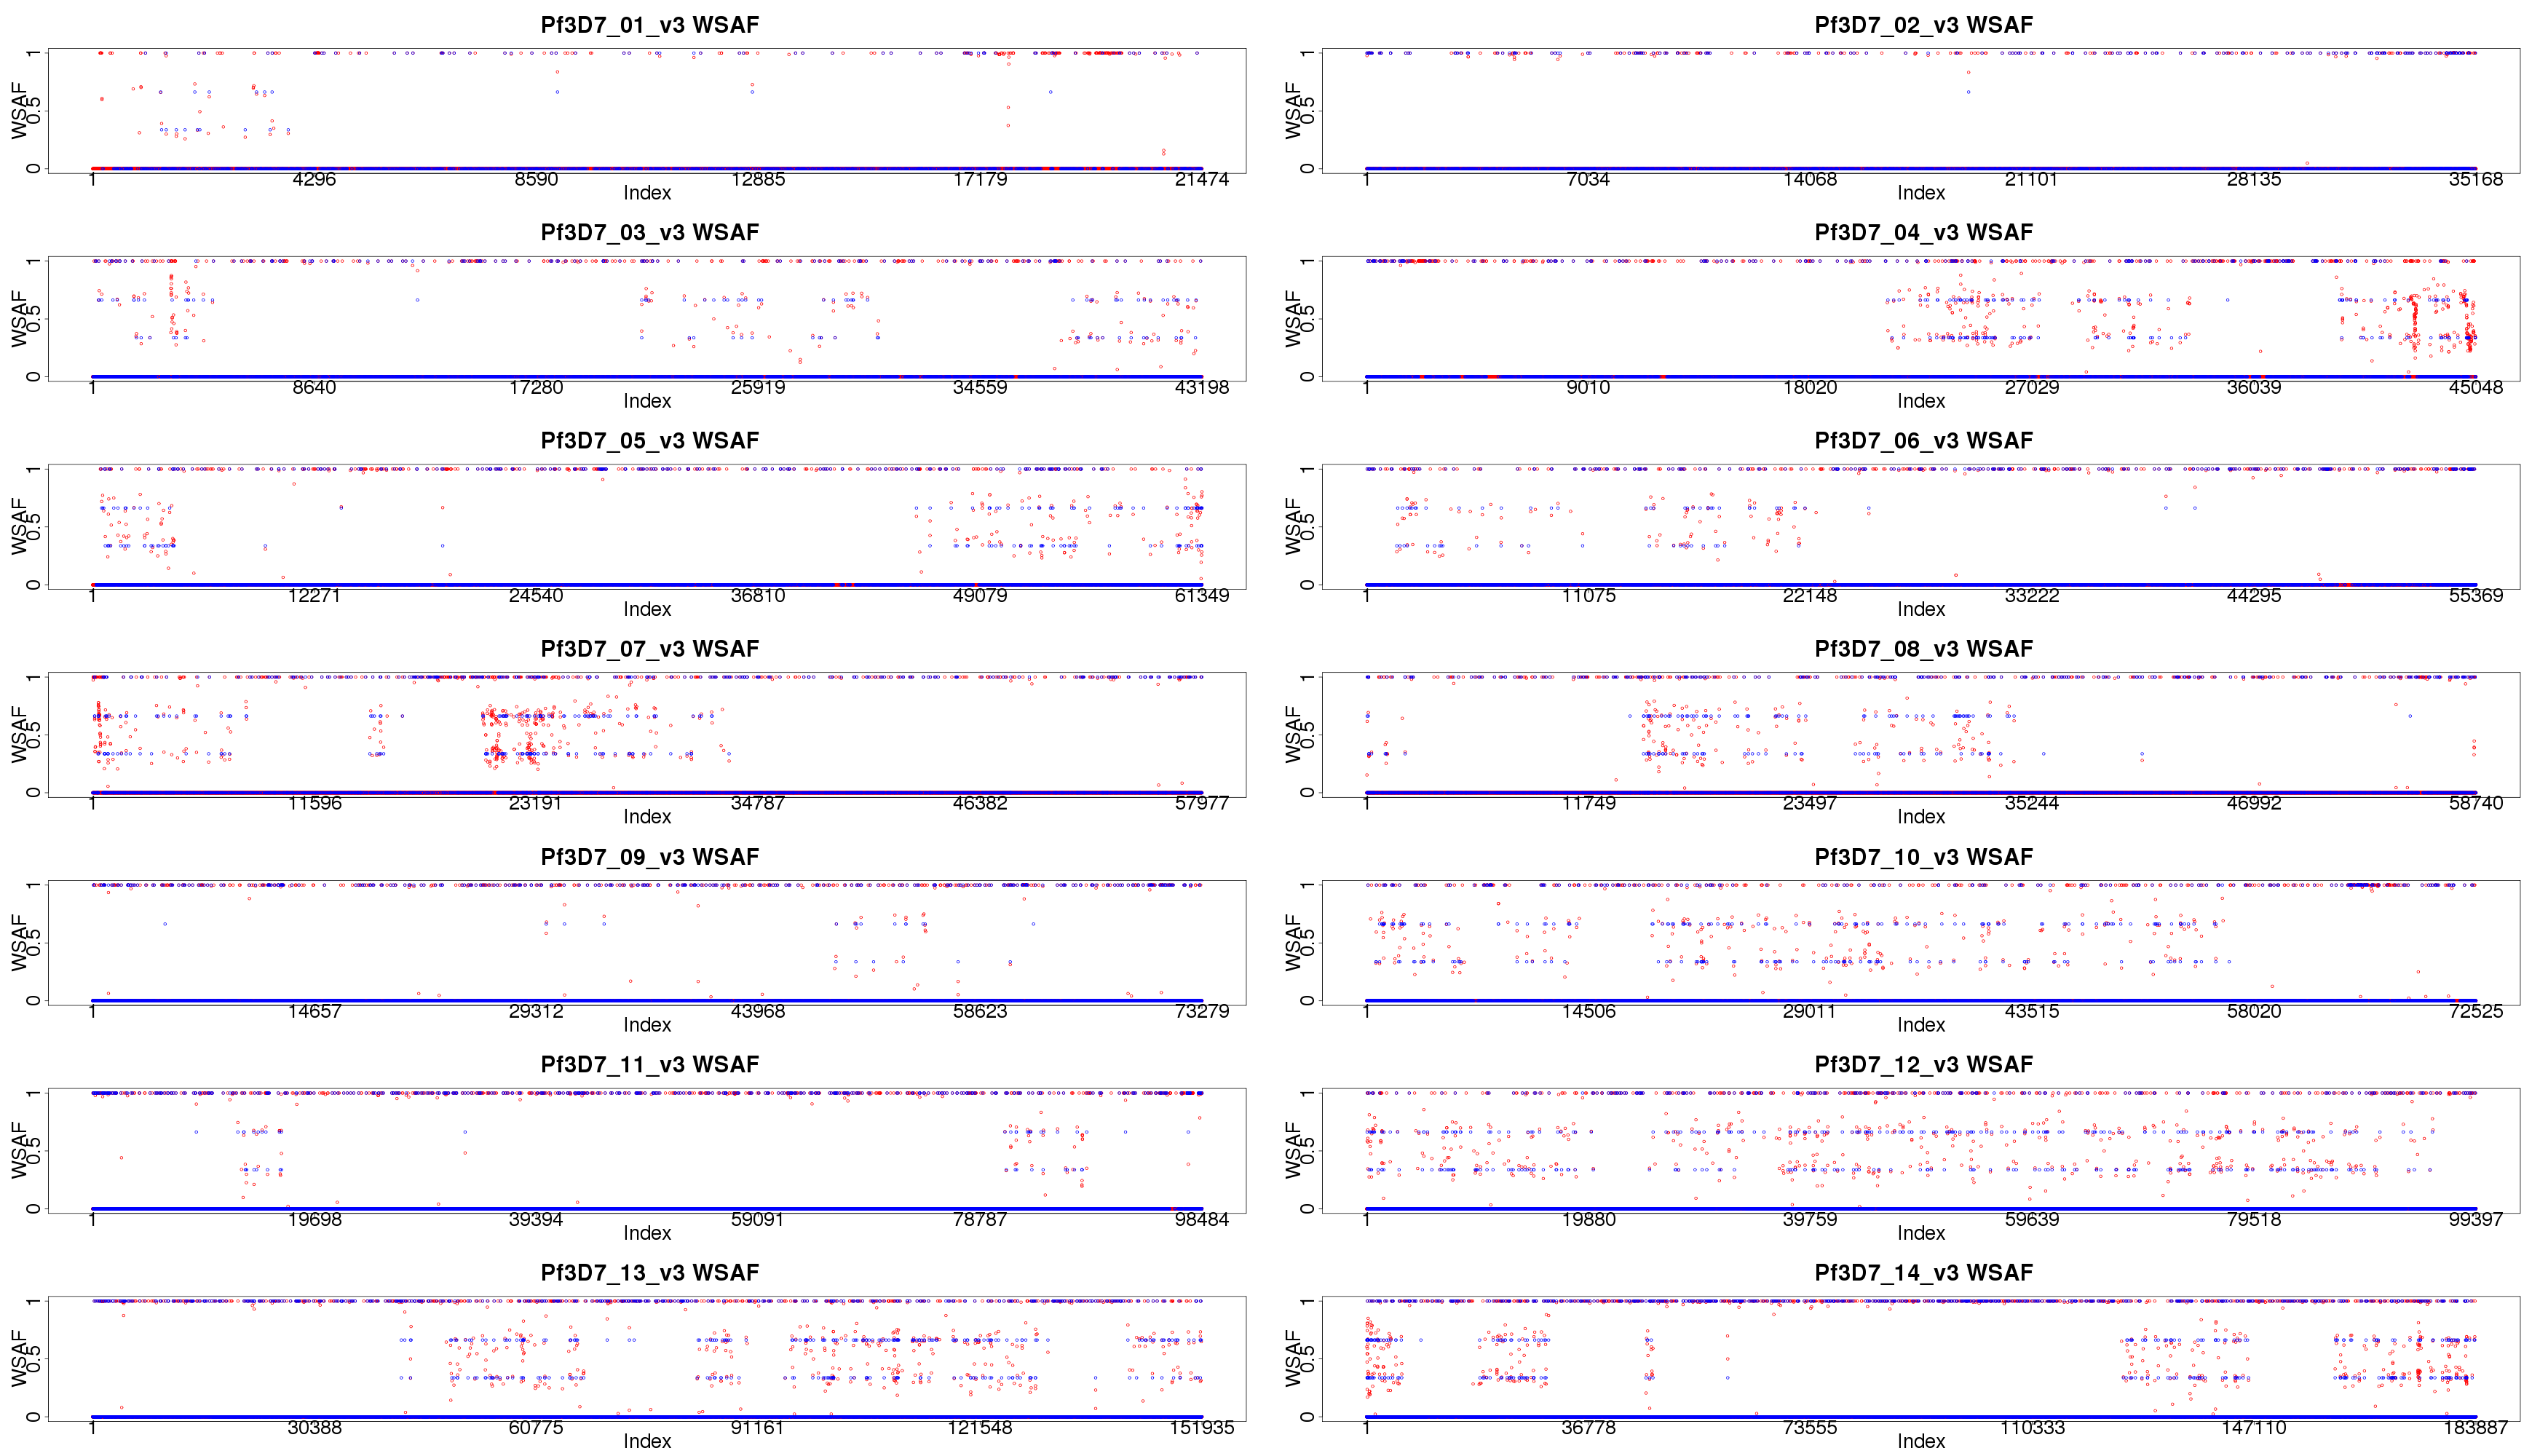 Pf3D7_01_v3 WSAF
WSAF
0 0.5 1
1 4296 8590 12885 17179 21474
Index
Pf3D7_02_v3 WSAF
WSAF
0 0.5 1
1 7034 14068 21101 28135 35168
Index
Pf3D7_03_v3 WSAF
WSAF
0 0.5 1
1 8640 17280 25919 34559 43198
Index
Pf3D7_04_v3 WSAF
WSAF
0 0.5 1
1 9010 18020 27029 36039 45048
Index
Pf3D7_05_v3 WSAF
WSAF
0 0.5 1
1 12271 24540 36810 49079 61349
Index
Pf3D7_06_v3 WSAF
WSAF
0 0.5 1
1 11075 22148 33222 44295 55369
Index
Pf3D7_07_v3 WSAF
WSAF
0 0.5 1
1 11596 23191 34787 46382 57977
Index
Pf3D7_08_v3 WSAF
WSAF
0 0.5 1
1 11749 23497 35244 46992 58740
Index
Pf3D7_09_v3 WSAF
WSAF
0 0.5 1
1 14657 29312 43968 58623 73279
Index
Pf3D7_10_v3 WSAF
WSAF
0 0.5 1
1 14506 29011 43515 58020 72525
Index
Pf3D7_11_v3 WSAF
WSAF
0 0.5 1
1 19698 39394 59091 78787 98484
Index
Pf3D7_12_v3 WSAF
WSAF
0 0.5 1
1 19880 39759 59639 79518 99397
Index
Pf3D7_13_v3 WSAF
WSAF
0 0.5 1
1 30388 60775 91161 121548 151935
Index
Pf3D7_14_v3 WSAF
WSAF
0 0.5 1
1 36778 73555 110333 147110 183887
Index